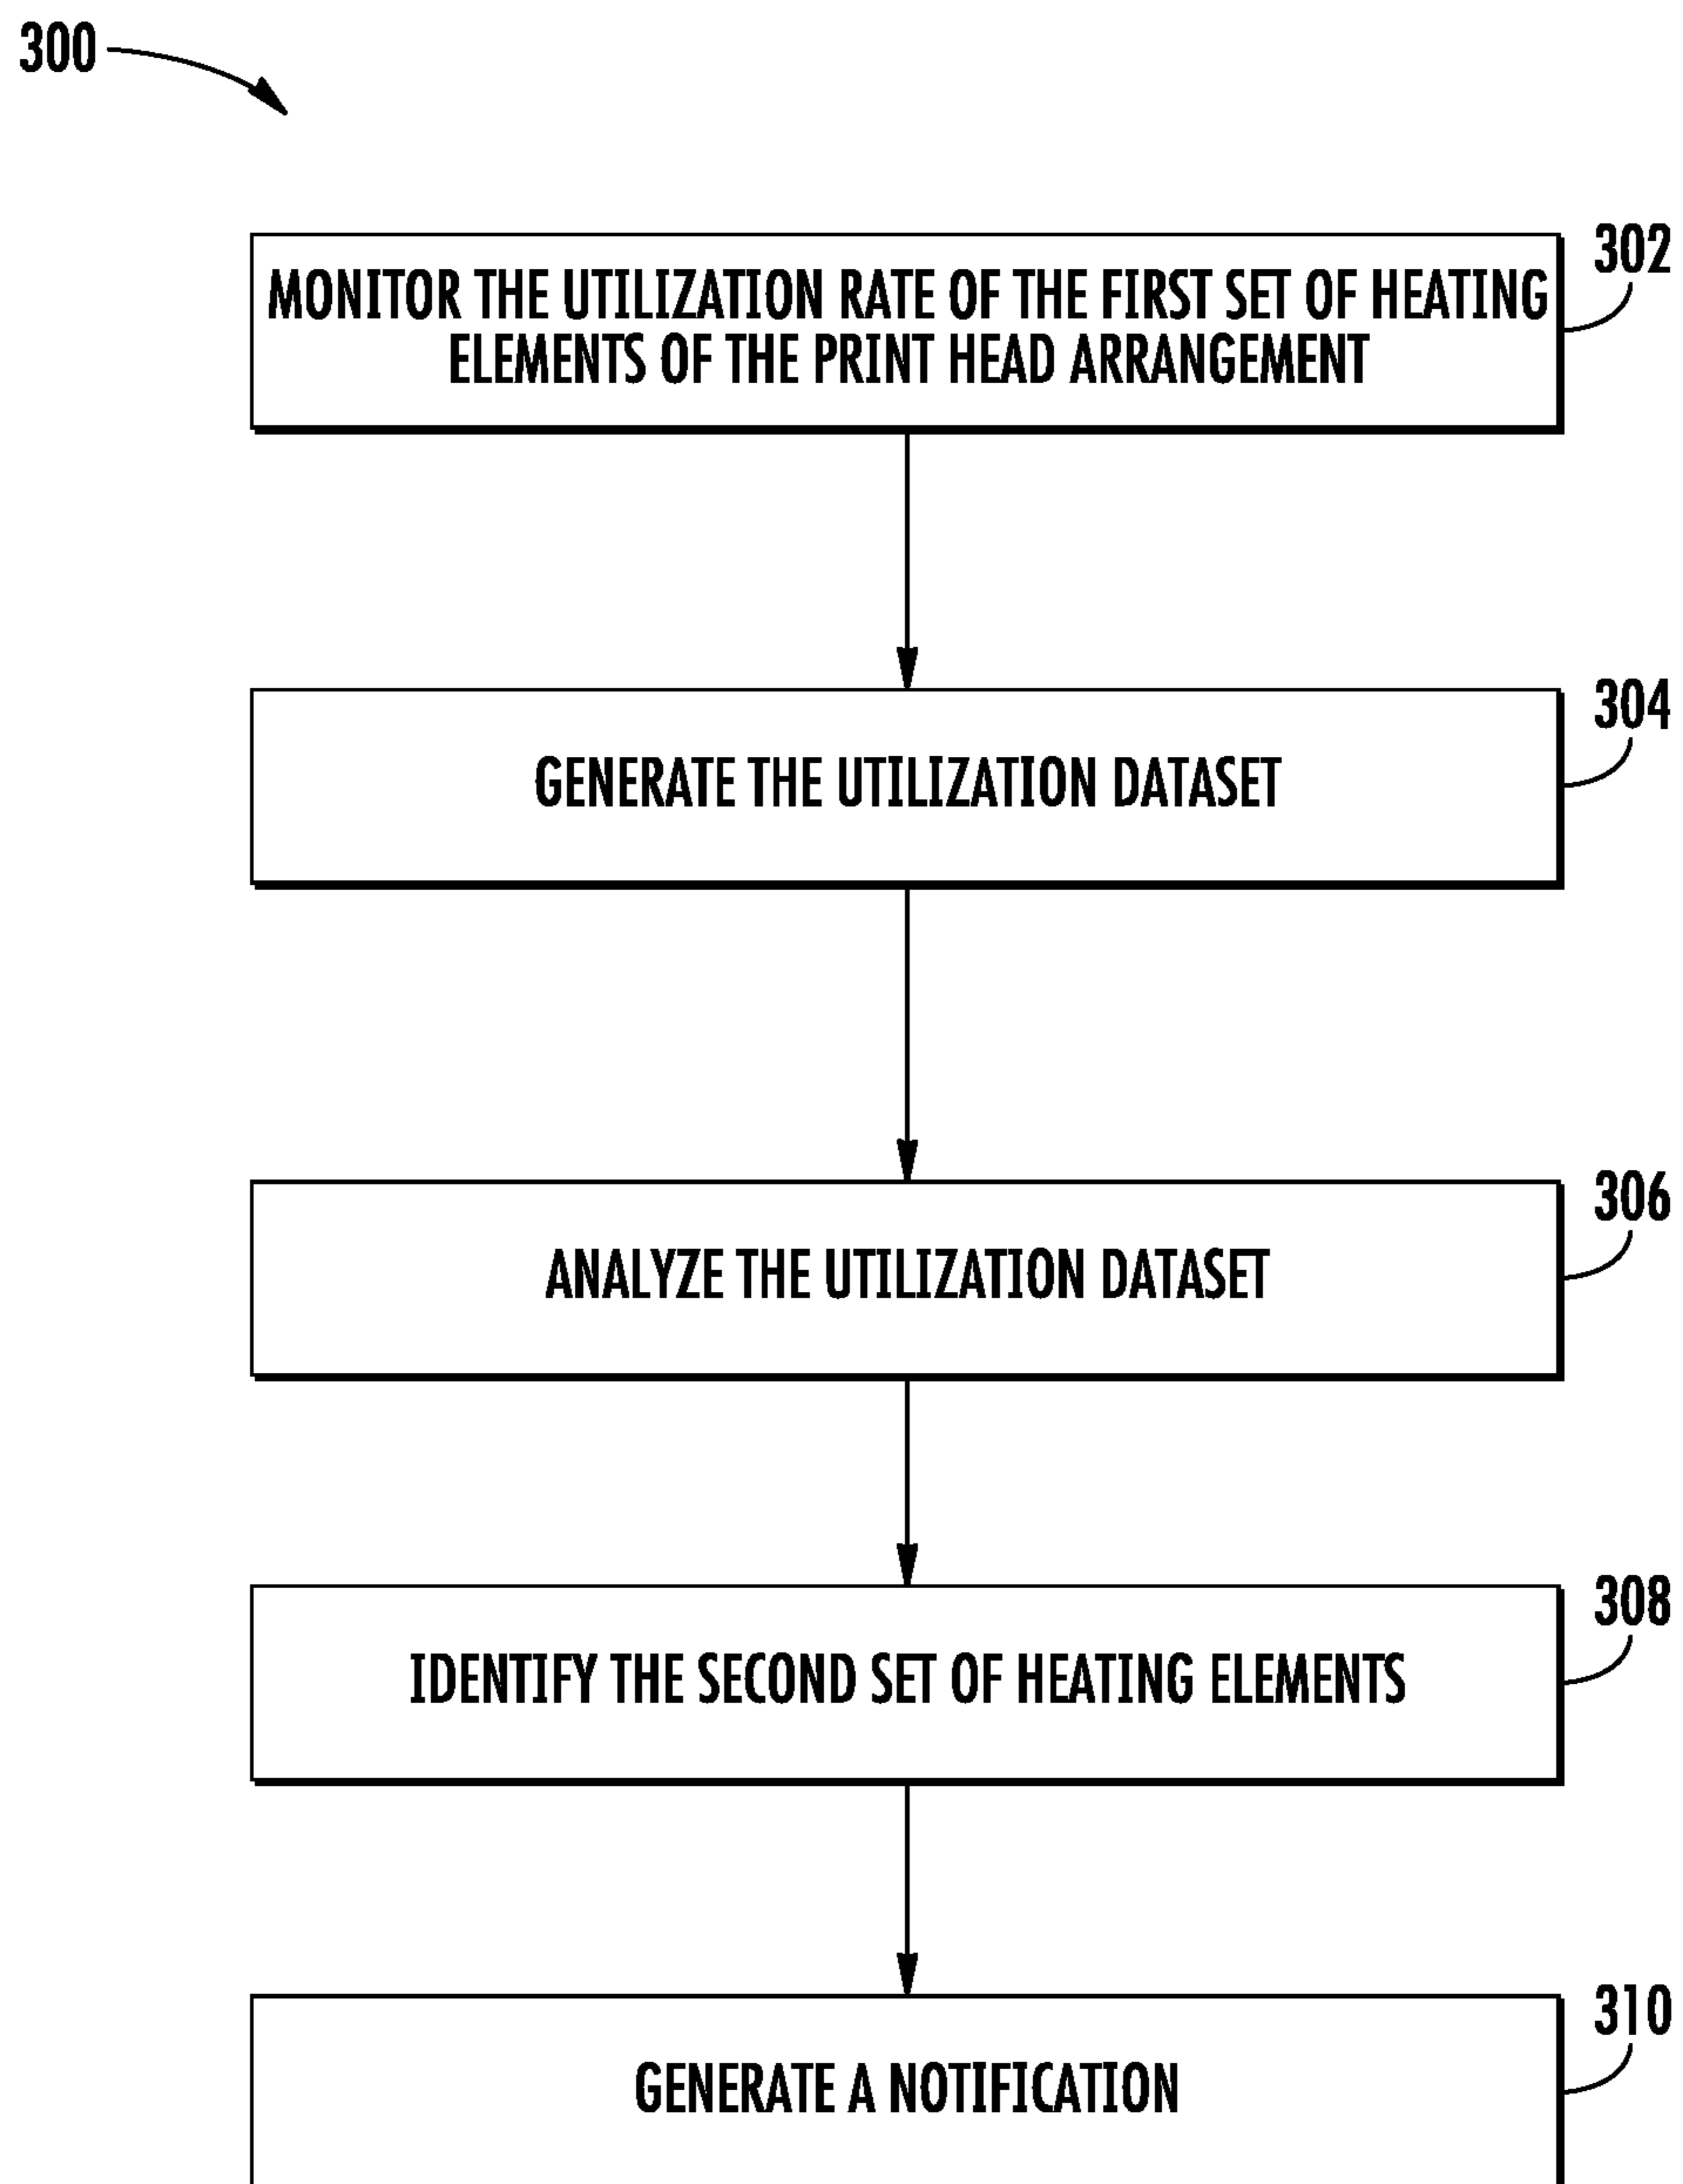 300
302
MONITOR THE UTILIZATION RATE OF THE FIRST SET OF HEATING
ELEMENTS OF THE PRINT HEAD ARRANGEMENT
304
GENERATE THE UTILIZATION DATASET
306
ANALYZE THE UTILIZATION DATASET
308
IDENTIFY THE SECOND SET OF HEATING ELEMENTS
310
GENERATE A NOTIFICATION